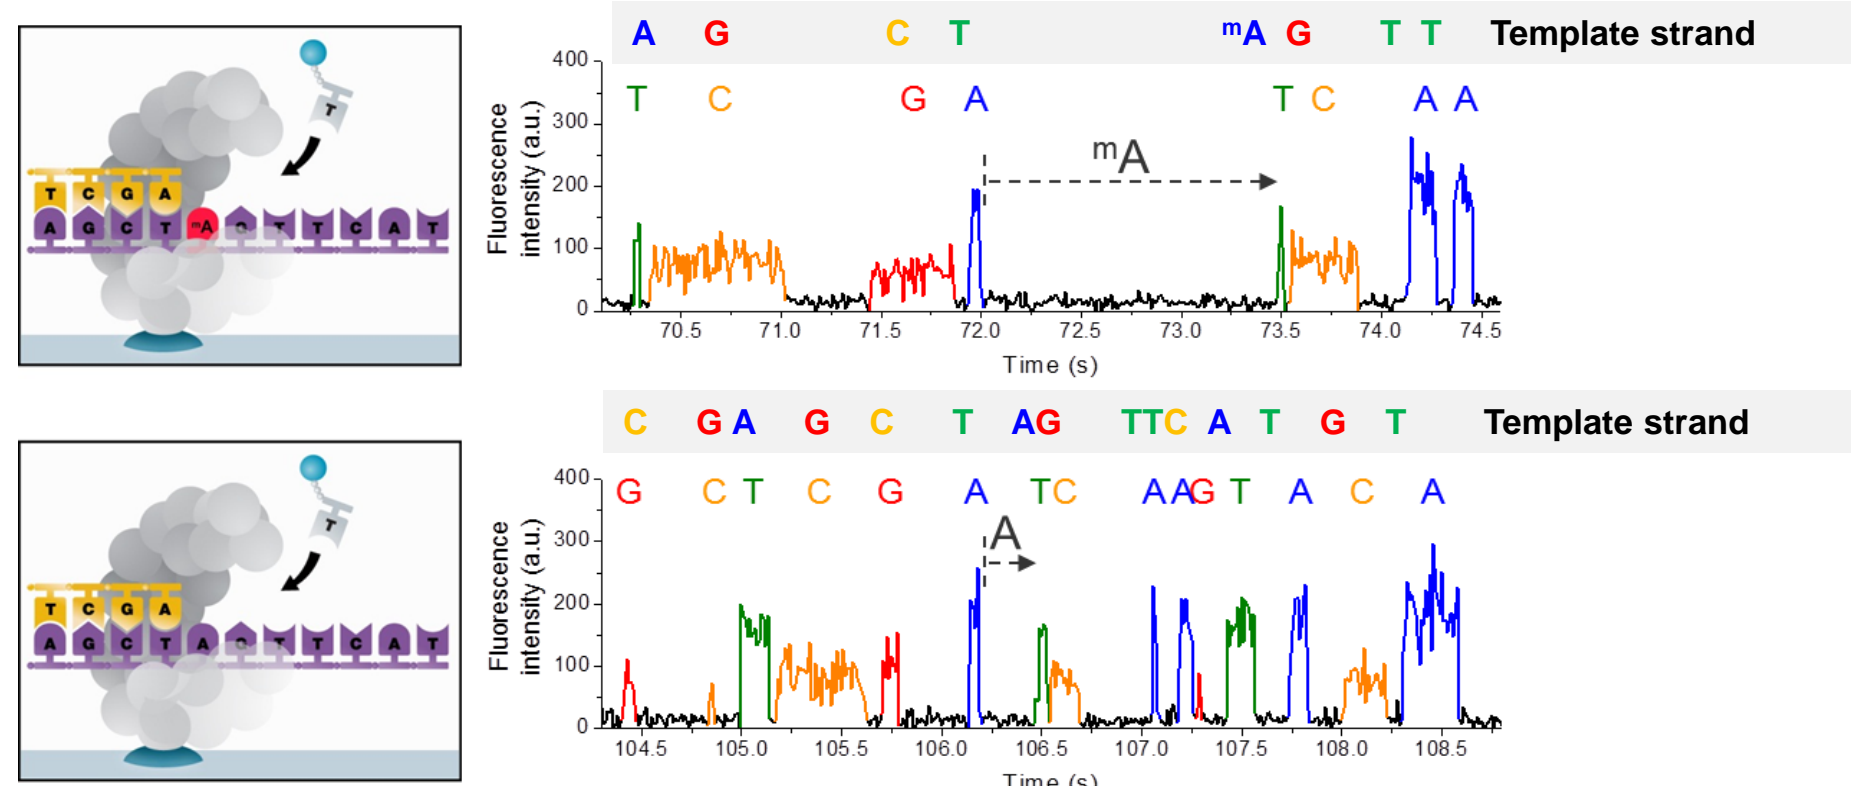 A G C T mA G T T Template strand
T C G A T C A A
mA
Fluorescence
intensity (a.u.)
400
300
200
100
0
70.5 71.0 71.5 72.0 72.5 73.0 73.5 74.0 74.5
Time (s)
T
T C G A
A G C T mA G T T C A T
C G A G C T AG TTC A T G T Template strand
G C T C G A TC A AG T A C A
A
Fluorescence
intensity (a.u.)
400
300
200
100
0
104.5 105.0 105.5 106.0 106.5 107.0 107.5 108.0 108.5
Time (s)
T
T C G A
A G C T A G T T C A T